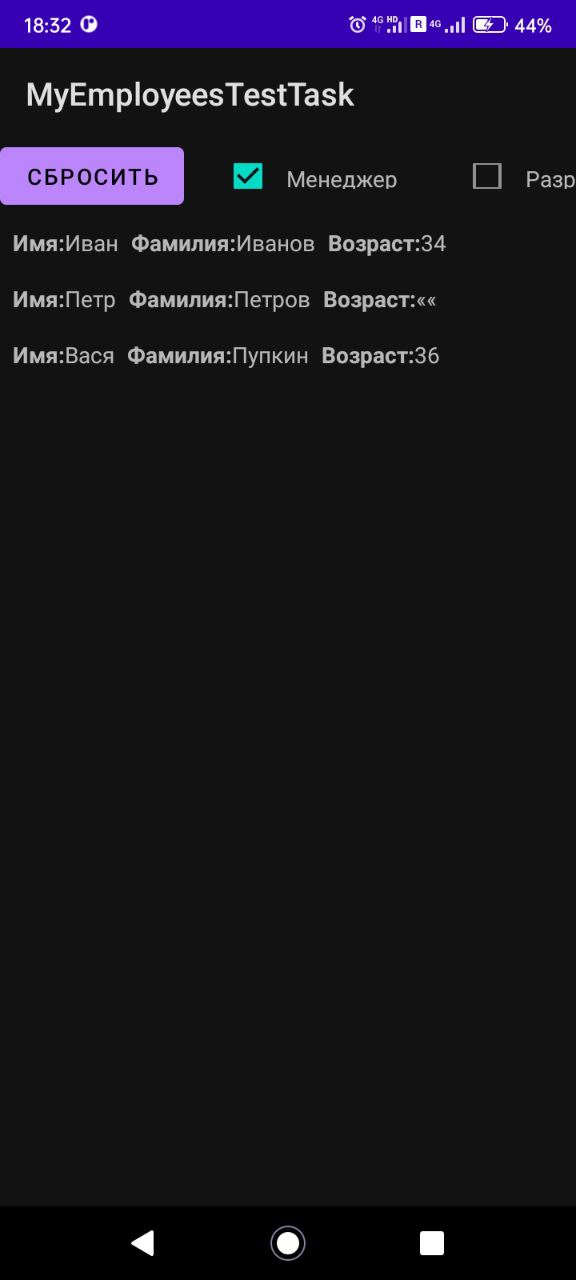 18:32 4G HD R 4G 44%
MyEmployeesTestTask
СБРОСИТЬ Менеджер Разр
Имя:Иван Фамилия:Иванов Возраст:34
Имя:Петр Фамилия:Петров Возраст:««
Имя:Вася Фамилия:Пупкин Возраст:36